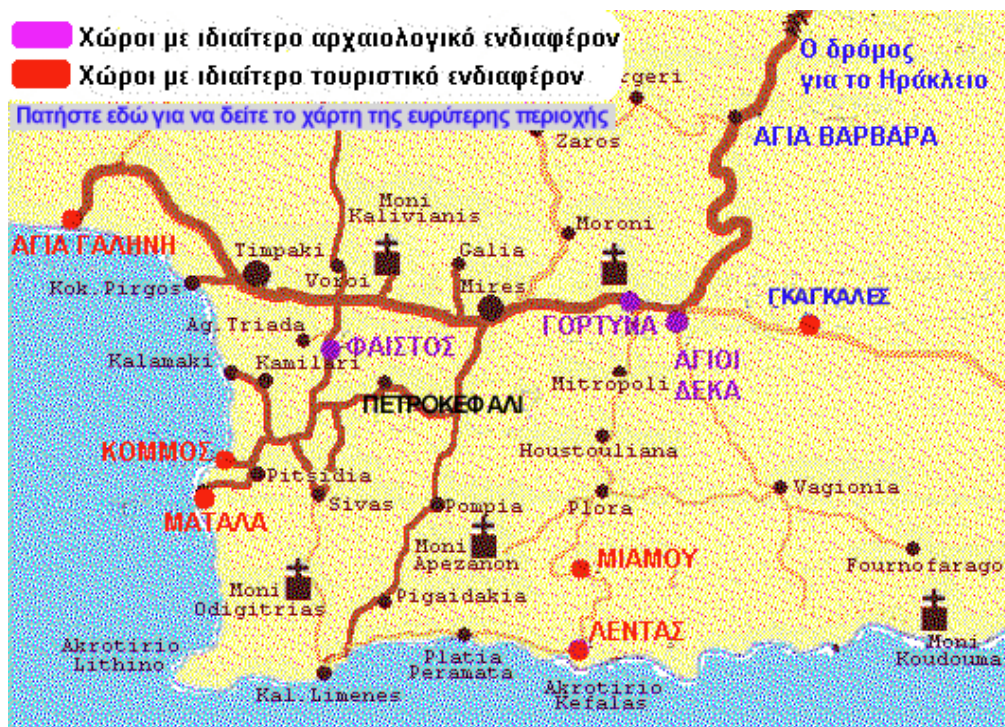 Χώροι με ιδιαίτερο αρχαιολογικό ενδιαφέρον
Χώροι με ιδιαίτερο τουριστικό ενδιαφέρον
Πατήστε εδώ για να δείτε το χάρτη της ευρύτερης περιοχής
Ο δρόμος
για το Ηράκλειο
Zaros
ΑΓΙΑ ΒΑΡΒΑΡΑ
Moni
Kalivianis
Moroni
ΑΓΙΑ ΓΑΛΗΝΗ
Timpaki
Voroi
Galia
Mires
Kok.Pirgos
ΓΚΑΓΚΑΛΕΣ
Ag.Triada
ΦΑΙΣΤΟΣ
ΓΟΡΤΥΝΑ
ΑΓΙΟΙ
ΔΕΚΑ
Kalamaki
Kamilari
Mitropoli
ΠΕΤΡΟΚΕΦΑΛΙ
ΚΟΜΜΟΣ
Houstouliana
Pitsidia
Sivas
ΜΑΤΑΛΑ
Pompia
Plora
Vagionia
Moni
Apezanon
ΜΙΑΜΟΥ
Fournofarago
Moni
Odigitrias
Pigaidakia
ΛΕΝΤΑΣ
Moni
Koudouma
Akrotirio
Lithino
Platia
Peramata
Kal.Limenes
Akrotirio
Kefalas